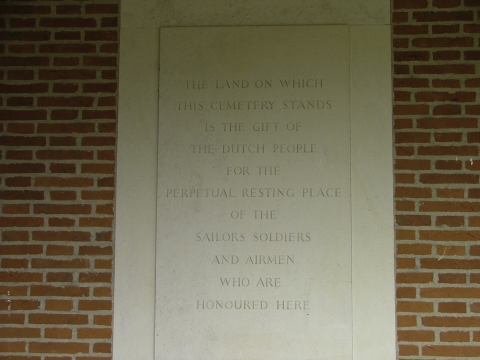 THE LAND ON WHICH
THIS CEMETERY STANDS
IS THE GIFT OF
THE DUTCH PEOPLE
FOR THE
PERPETUAL RESTING PLACE
OF THE
SAILORS SOLDIERS
AND AIRMEN
WHO ARE
HONOURED HERE